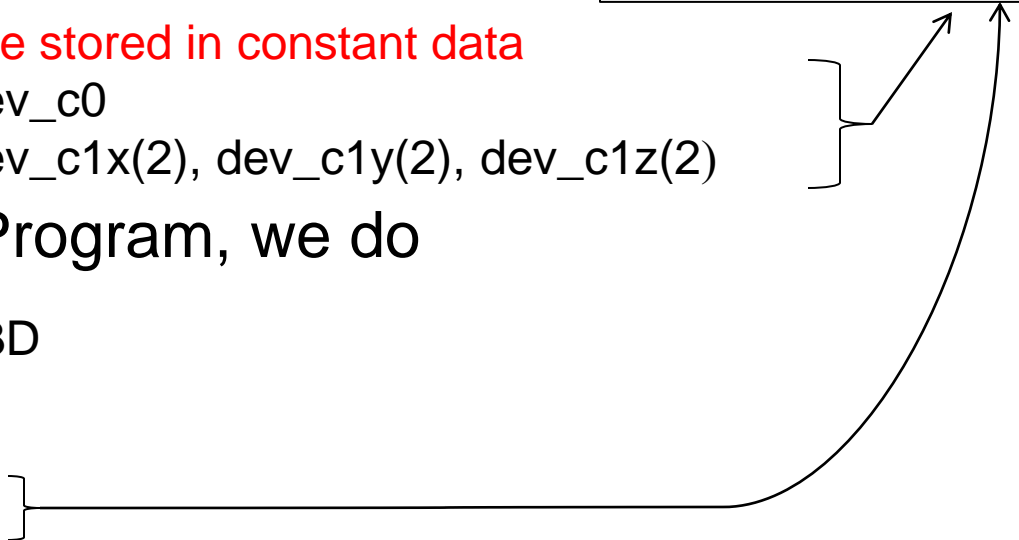 e stored in constant data
ev_c0
ev_c1x(2), dev_c1y(2), dev_c1z(2)
Program, we do
3D